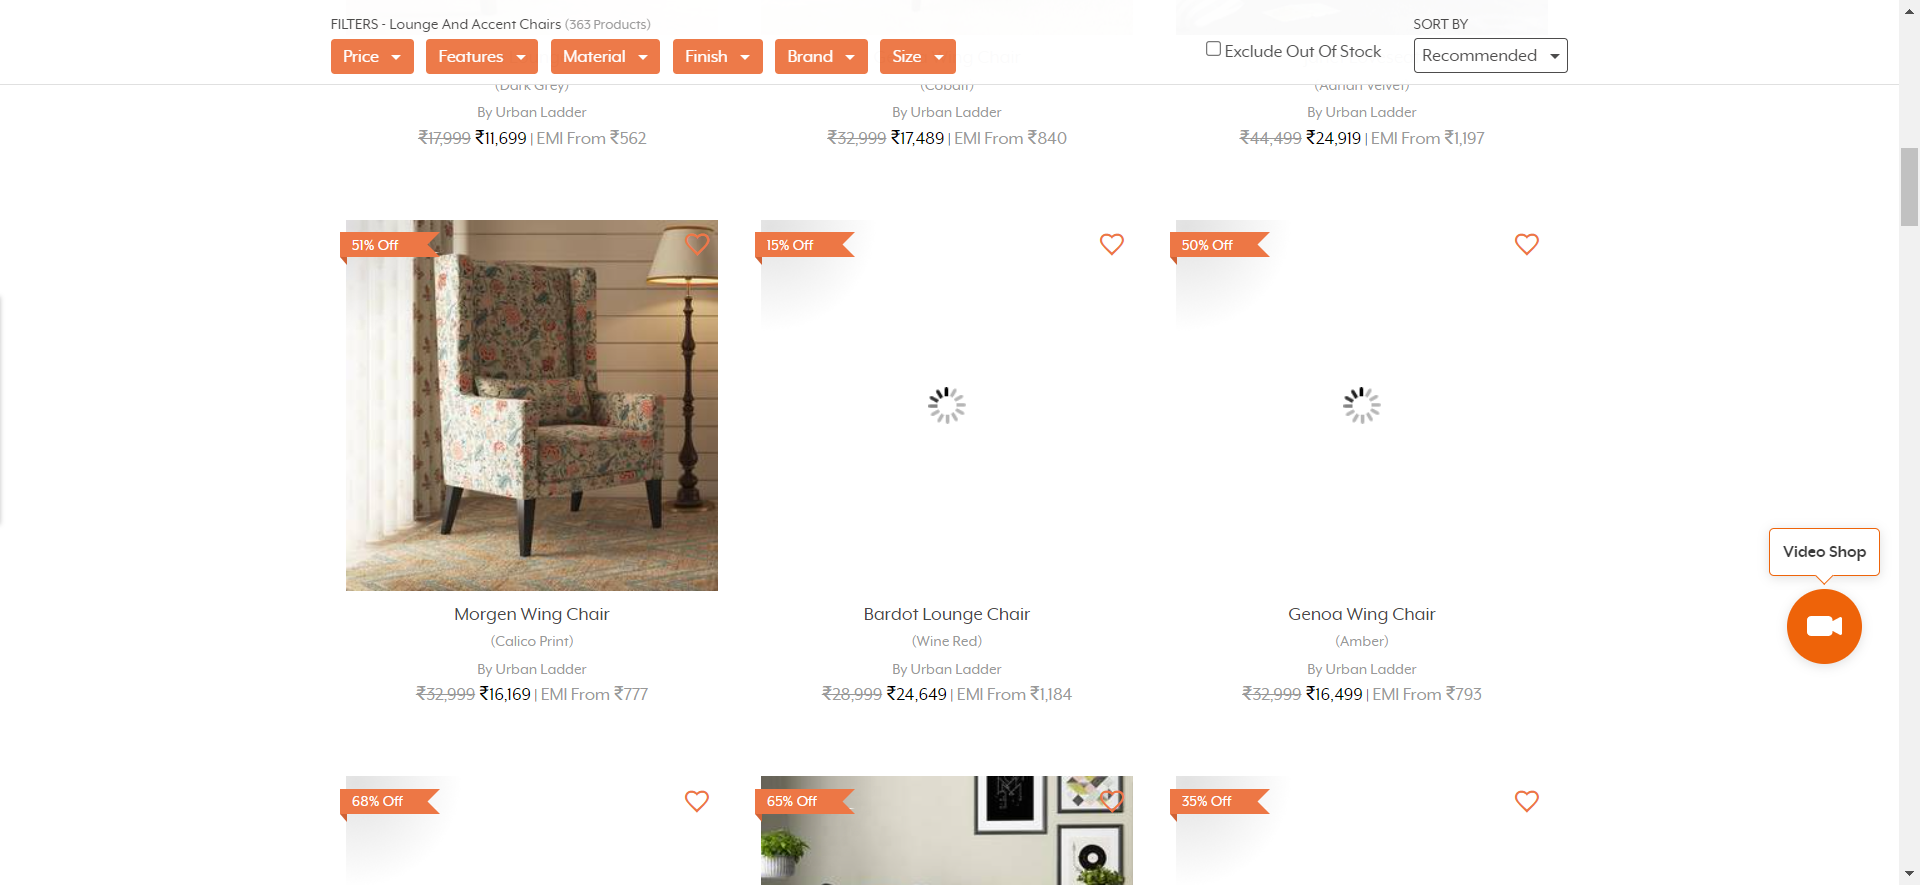 FILTERS - Lounge And Accent Chairs (363 Products)
SORT BY
Price
Features
Material
Finish
Brand
Size
Exclude Out Of Stock
Recommended
(Dark Grey)
By Urban Ladder
₹17,999 ₹11,699 | EMI From ₹562
(Cobalt)
By Urban Ladder
₹32,999 ₹17,489 | EMI From ₹840
(Adrian Velvet)
By Urban Ladder
₹44,499 ₹24,919 | EMI From ₹1,197
51% Off
Morgen Wing Chair
(Calico Print)
By Urban Ladder
₹32,999 ₹16,169 | EMI From ₹777
15% Off
Bardot Lounge Chair
(Wine Red)
By Urban Ladder
₹28,999 ₹24,649 | EMI From ₹1,184
50% Off
Genoa Wing Chair
(Amber)
By Urban Ladder
₹32,999 ₹16,499 | EMI From ₹793
Video Shop
68% Off
65% Off
35% Off